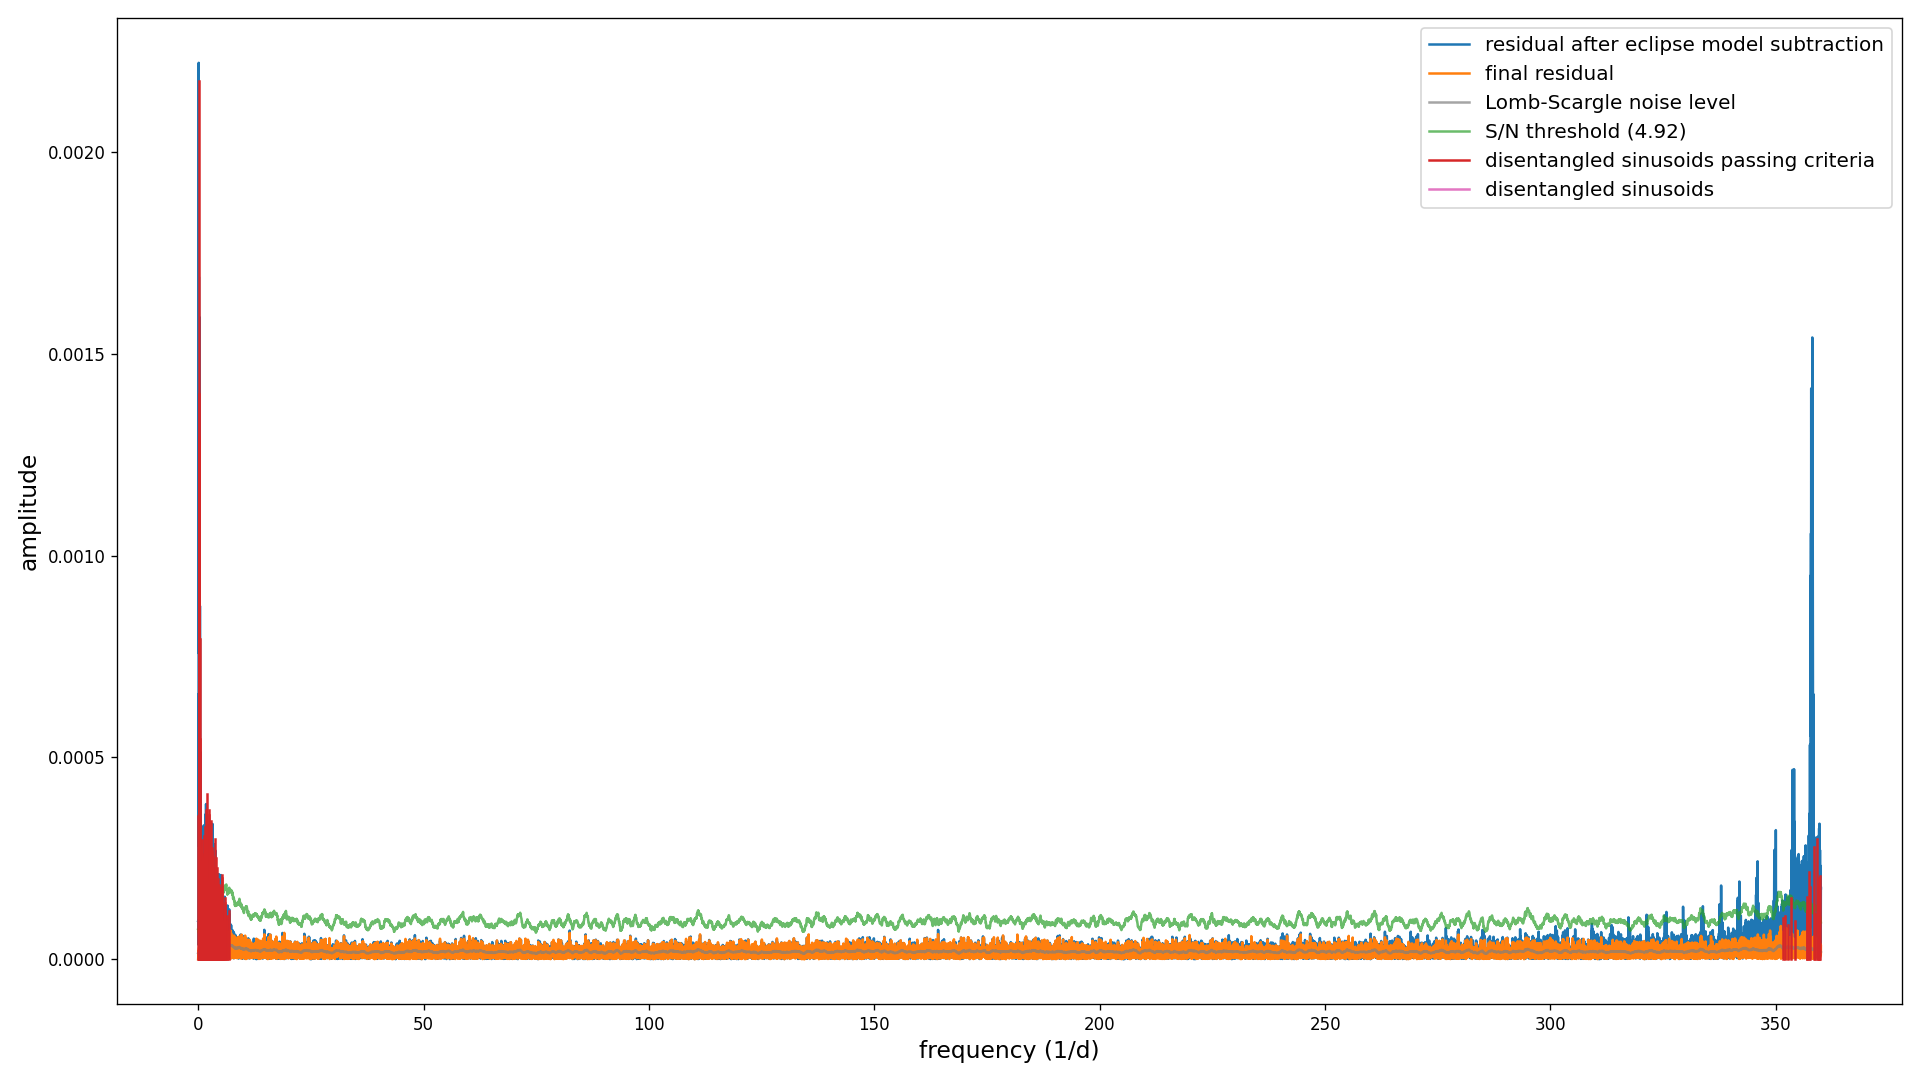 residual after eclipse model subtraction
final residual
Lomb-Scargle noise level
S/N threshold (4.92)
disentangled sinusoids passing criteria
disentangled sinusoids
amplitude
0.0020
0.0015
0.0010
0.0005
0.0000
0 50 100 150 200 250 300 350
frequency (1/d)